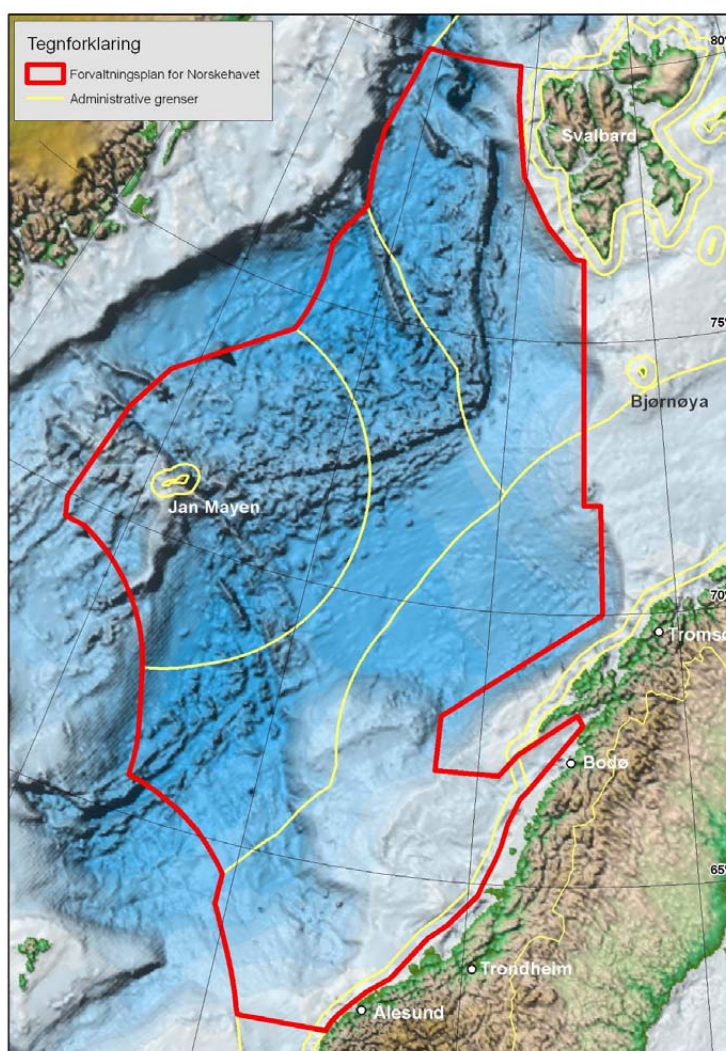 Tegnforklaring
Forvaltningsplan for Norskehavet
Administrative grenser
80°
Svalbard
75°
Bjørnøya
Jan Mayen
70°
Tromsø
Bodø
65°
Trondheim
Ålesund